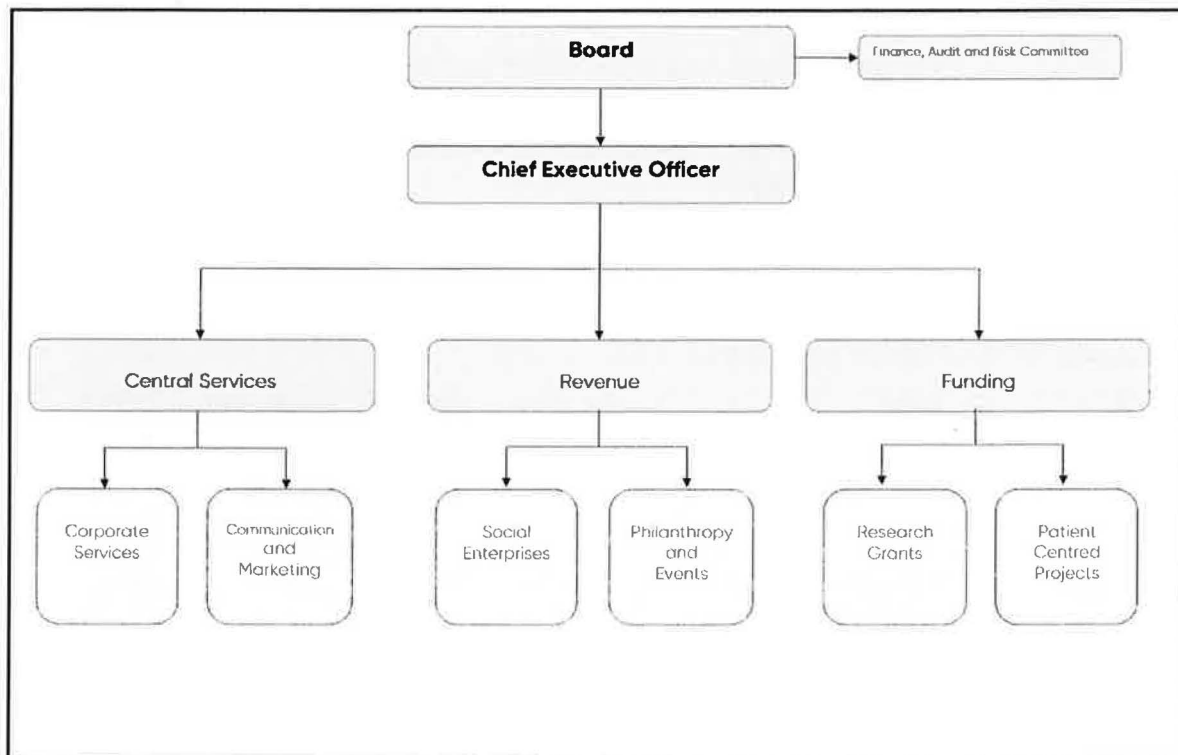 Board
Finance, Audit and Risk Committee
Chief Executive Officer
Central Services
Revenue
Funding
Corporate
Services
Communication
and
Marketing
Social
Enterprises
Philanthropy
and
Events
Research
Grants
Patient
Centred
Projects